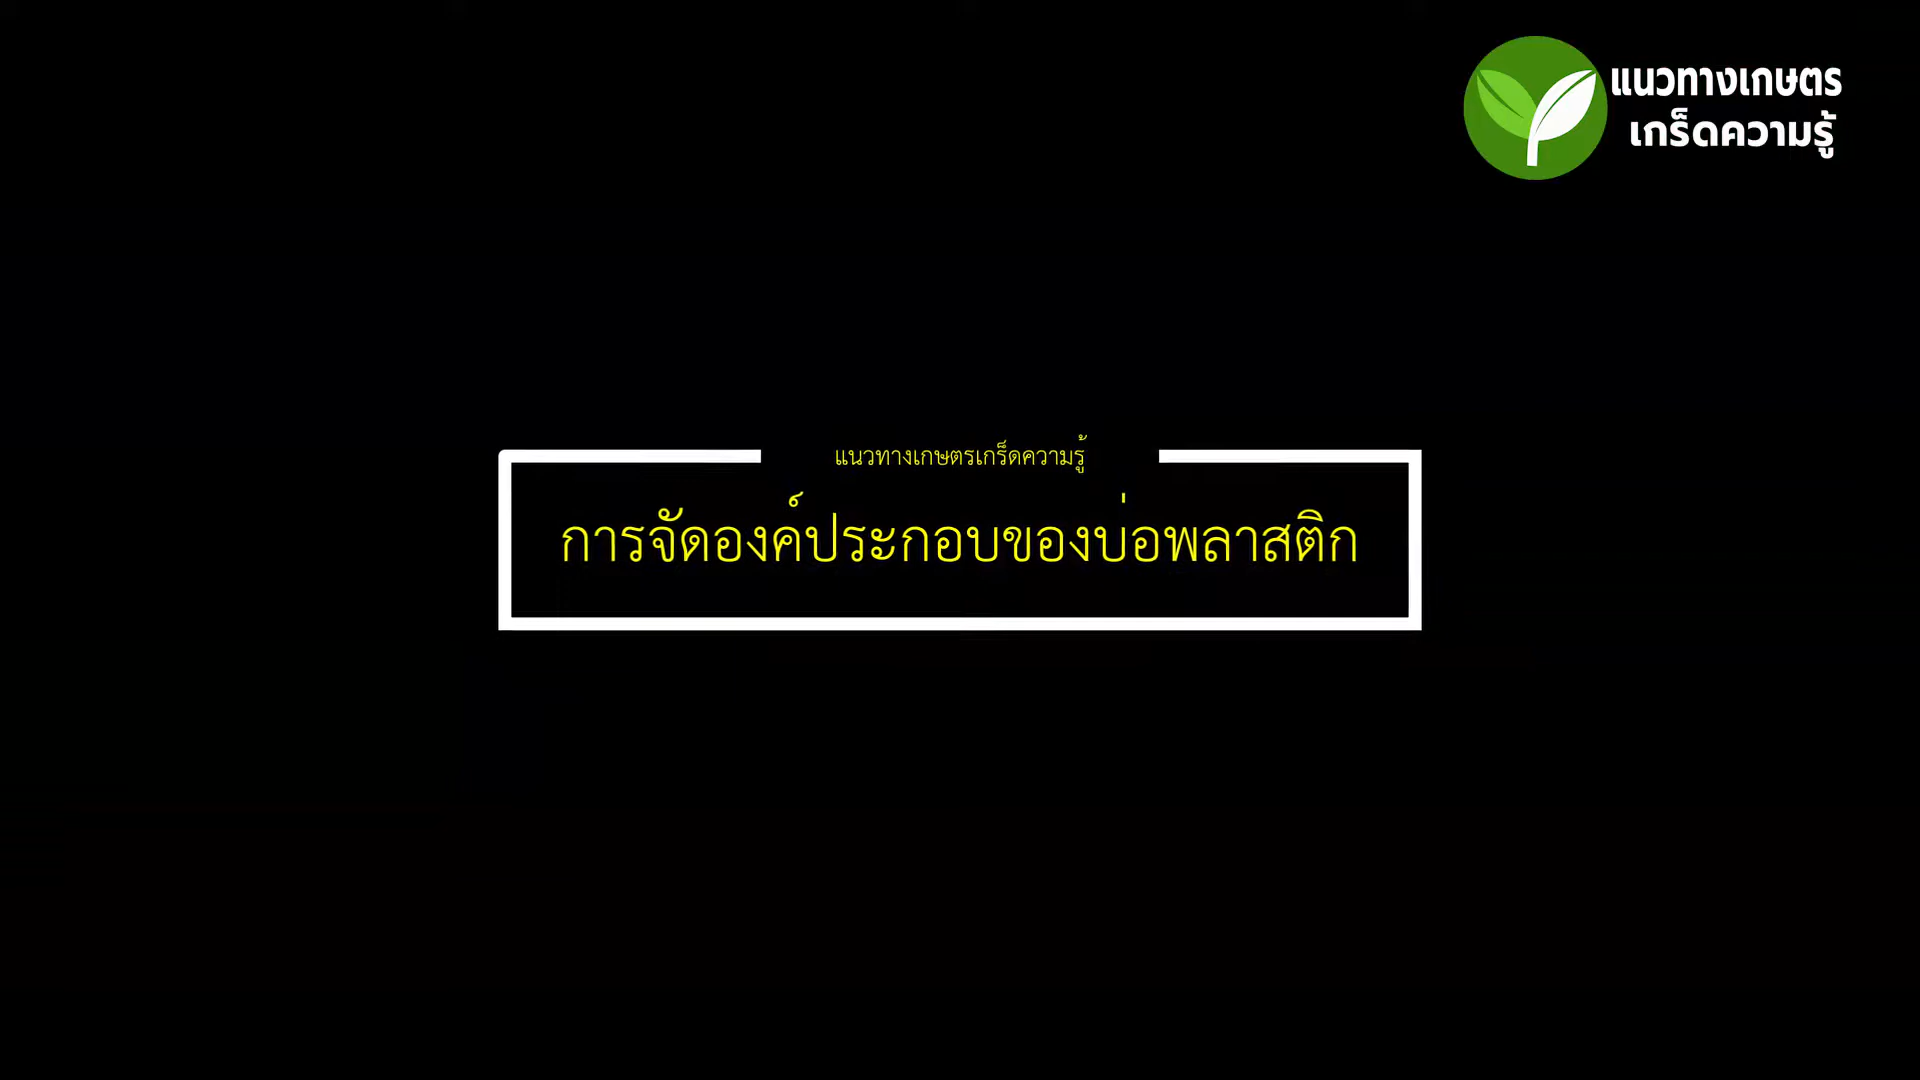 แนวทางเกษตร
เกร็ดความรู้
แนวทางเกษตรเกร็ดความรู้
การจัดองค์ประกอบของบ่อพลาสติก